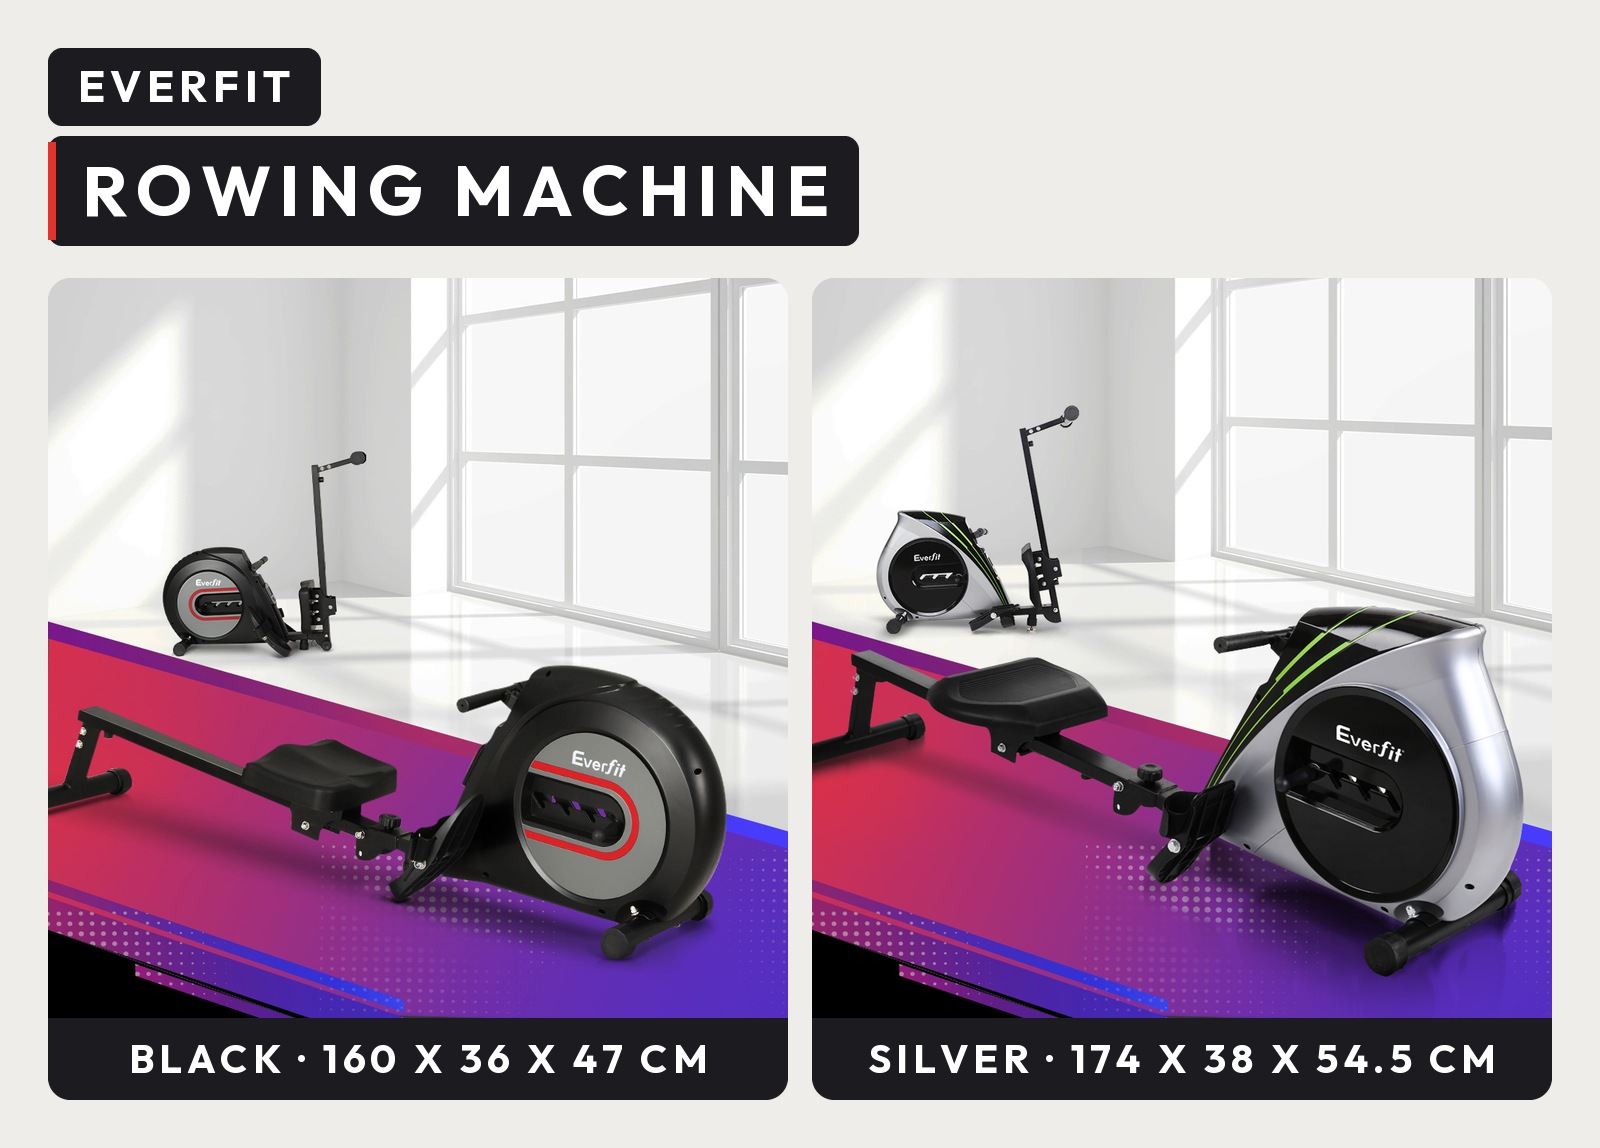 EVERFIT
ROWING MACHINE
Everfit
Everfit
Everfit
Everfit
BLACK · 160 X 36 X 47 CM
SILVER · 174 X 38 X 54.5 CM